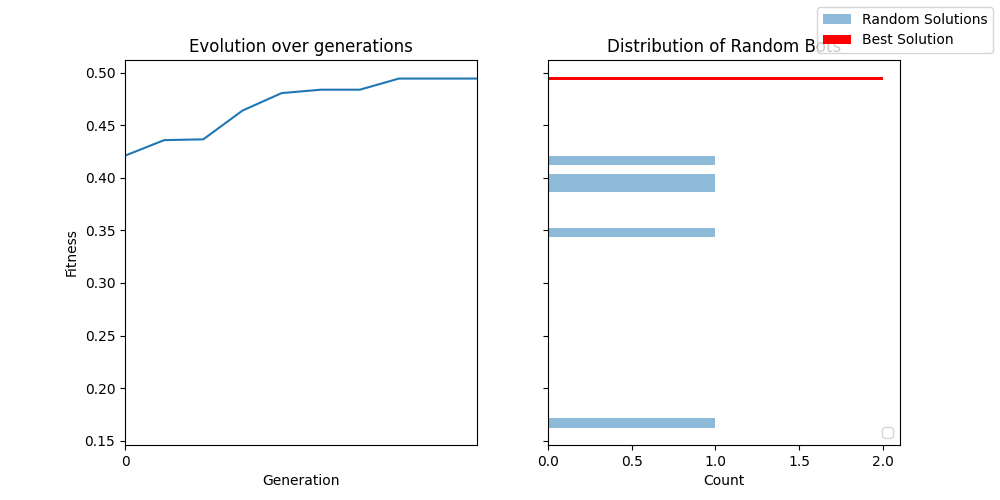 Random Solutions
Best Solution
Evolution over generations
Distribution of Random Bots
0.50
0.45
0.40
0.35
0.30
0.25
0.20
0.15
Fitness
0
Generation
0.0 0.5 1.0 1.5 2.0
Count